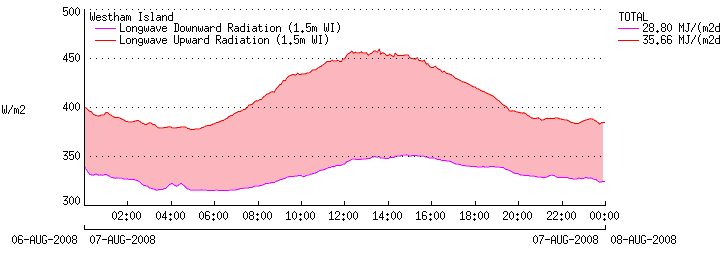 500
Westham Island
Longwave Downward Radiation (1.5m WI)
Longwave Upward Radiation (1.5m WI)
TOTAL
28.80 MJ/(m2d
35.66 MJ/(m2d
450
W/m2
400
350
300
02:00 04:00 06:00 08:00 10:00 12:00 14:00 16:00 18:00 20:00 22:00 00:00
06-AUG-2008 07-AUG-2008 07-AUG-2008 08-AUG-2008